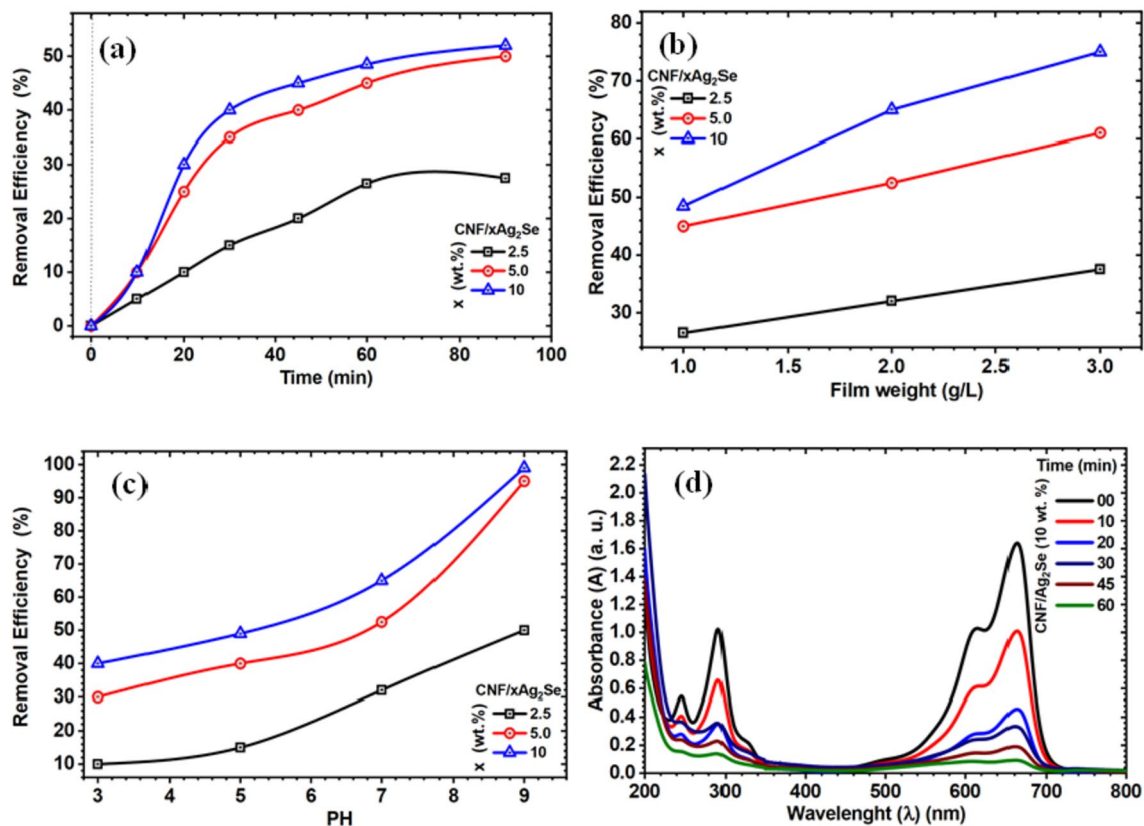 (a)
Removal Efficiency (%)
50
40
30
20
10
0
CNF/xAg₂Se
x (wt.%)
2.5
5.0
10
0 20 40 60 80 100
Time (min)
(b)
Removal Efficiency (%)
80
70
60
50
40
30
CNF/xAg₂Se
x (wt.%)
2.5
5.0
10
1.0 1.5 2.0 2.5 3.0
Film weight (g/L)
(c)
Removal Efficiency (%)
100
90
80
70
60
50
40
30
20
10
CNF/xAg₂Se
x (wt.%)
2.5
5.0
10
3 4 5 6 7 8 9
PH
(d)
Absorbance (A) (a. u.)
2.2
2.0
1.8
1.6
1.4
1.2
1.0
0.8
0.6
0.4
0.2
0.0
Time (min)
CNF/Ag₂Se (10 wt. %)
00
10
20
30
45
60
200 300 400 500 600 700 800
Wavelenght (λ) (nm)